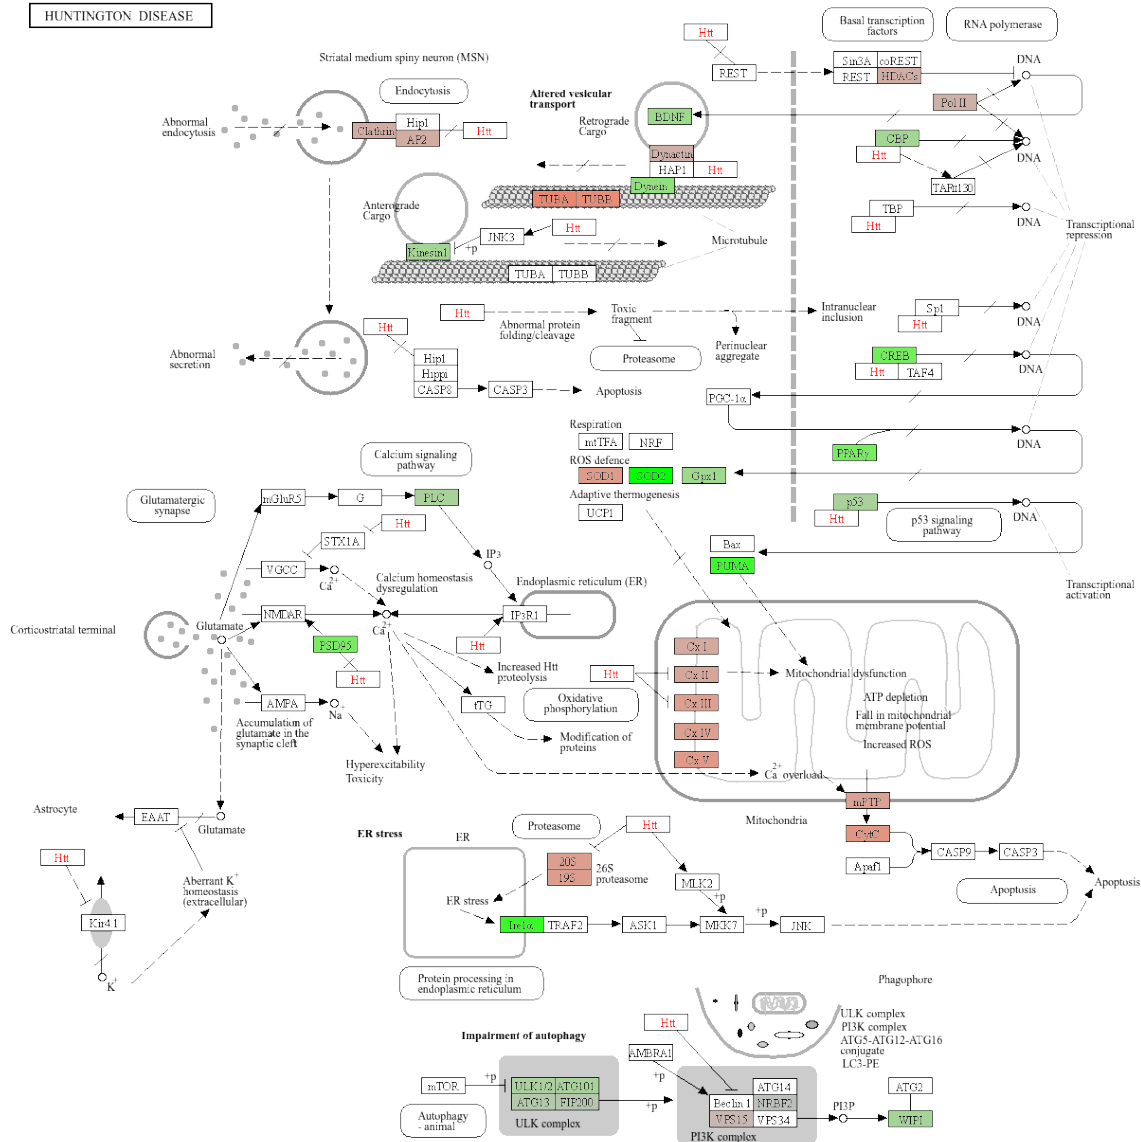 HUNTINGTON DISEASE
Striatal medium spiny neuron (MSN)
Endocytosis
Abnormal
endocytosis
Clathrin
Hip1
AP2
Htt
Altered vesicular
transport
Retrograde
Cargo
BDNF
Dynactin
HAP1
Htt
Dynein
TUBA
TUBB
Anterograde
Cargo
Kinesin1
+p
JNK3
Htt
Microtubule
TUBA
TUBB
Htt
REST
Basal transcription
factors
RNA polymerase
Sin3A
coREST
REST
HDACs
DNA
Pol II
CBP
Htt
DNA
TAFII130
TBP
Htt
DNA
Transcriptional
repression
Sp1
Htt
DNA
CREB
Htt
TAF4
DNA
PGC-1α
DNA
PPARγ
p53
Htt
DNA
p53 signaling
pathway
Transcriptional
activation
Htt
Abnormal protein
folding/cleavage
Toxic
fragment
Intranuclear
inclusion
Proteasome
Perinuclear
aggregate
Abnormal
secretion
Htt
Hip1
Hippi
CASP8
CASP3
Apoptosis
Respiration
mtTFA
NRF
ROS defence
SOD1
SOD2
Gpx1
Adaptive thermogenesis
UCP1
Bax
PUMA
Calcium signaling
pathway
Glutamatergic
synapse
mGluR5
G
PLC
Htt
STX1A
IP3
VGCC
Ca2+
Calcium homeostasis
dysregulation
Endoplasmic reticulum (ER)
Corticostriatal terminal
Glutamate
NMDAR
Ca2+
IP3R1
PSD95
Htt
Htt
Increased Htt
proteolysis
AMPA
Na+
tTG
Accumulation of
glutamate in the
synaptic cleft
Modification of
proteins
Hyperexcitability
Toxicity
Htt
Oxidative
phosphorylation
Cx I
Cx II
Cx III
Cx IV
Cx V
Mitochondrial dysfunction
ATP depletion
Fall in mitochondrial
membrane potential
Increased ROS
Ca2+ overload
mPTP
Mitochondria
CytC
Apaf1
CASP9
CASP3
Apoptosis
Apoptosis
Astrocyte
EAAT
Glutamate
Htt
Kir4.1
K+
Aberrant K+
homeostasis
(extracellular)
ER stress
ER
Proteasome
Htt
20S
19S
26S
proteasome
MLK2
+p
ER stress
Ire1α
TRAF2
ASK1
MKK7
+p
JNK
Protein processing in
endoplasmic reticulum
Phagophore
ULK complex
PI3K complex
ATG5-ATG12-ATG16
conjugate
LC3-PE
Impairment of autophagy
Htt
AMBRA1
+p
mTOR
+p
ULK1/2
ATG101
ATG13
FIP200
+p
ULK complex
Autophagy
- animal
ATG14
Beclin 1
NRBF2
VPS15
VPS34
PI3K complex
PI3P
ATG2
WIPI